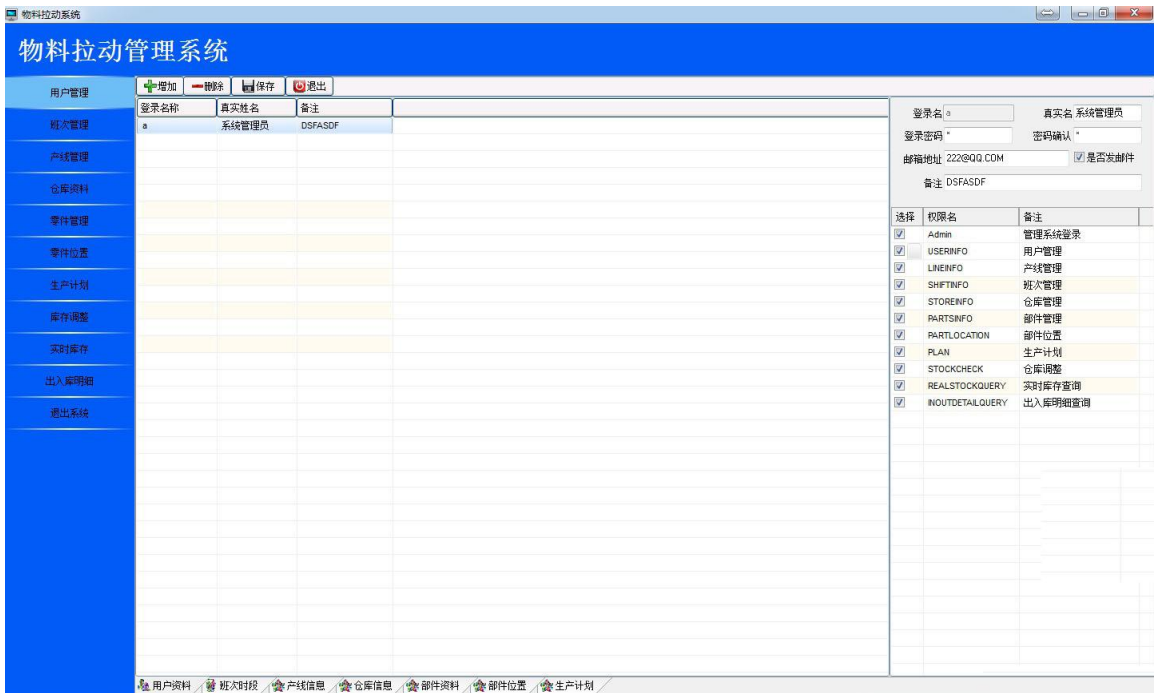 物料拉动系统
物料拉动管理系统
用户管理
班次管理
产线管理
仓库资料
零件管理
零件位置
生产计划
库存调整
实时库存
出入库明细
退出系统
增加 删除 保存 退出
登录名称 真实姓名 备注
a 系统管理员 DSFASDF
登录名 a 真实名 系统管理员
登录密码 * 密码确认 *
邮箱地址 222@QQ.COM 是否发邮件
备注 DSFASDF
选择 权限名 备注
Admin 管理系统登录
USERINFO 用户管理
LINEINFO 产线管理
SHIFTINFO 班次管理
STOREINFO 仓库管理
PARTSINFO 部件管理
PARTLOCATION 部件位置
PLAN 生产计划
STOCKCHECK 仓库调整
REALSTOCKQUERY 实时库存查询
INOUTDETAILQUERY 出入库明细查询
用户资料 班次时段 产线信息 仓库信息 部件资料 部件位置 生产计划